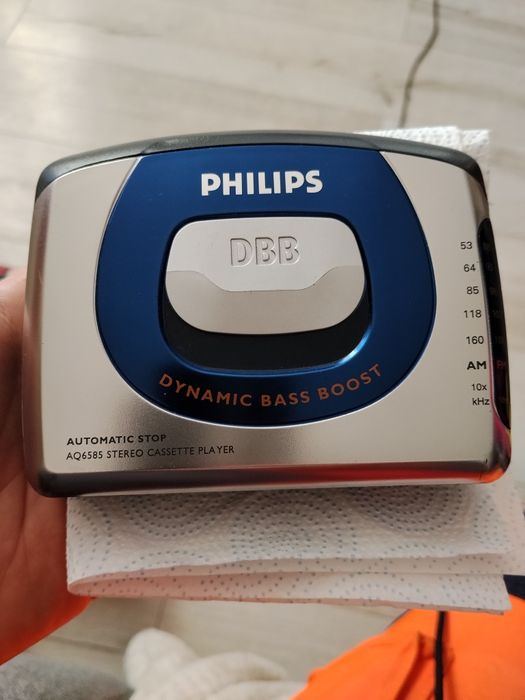 PHILIPS
DBB
DYNAMIC BASS BOOST
53
64
85
118
160
AM
10x
kHz
AUTOMATIC STOP
AQ6585 STEREO CASSETTE PLAYER